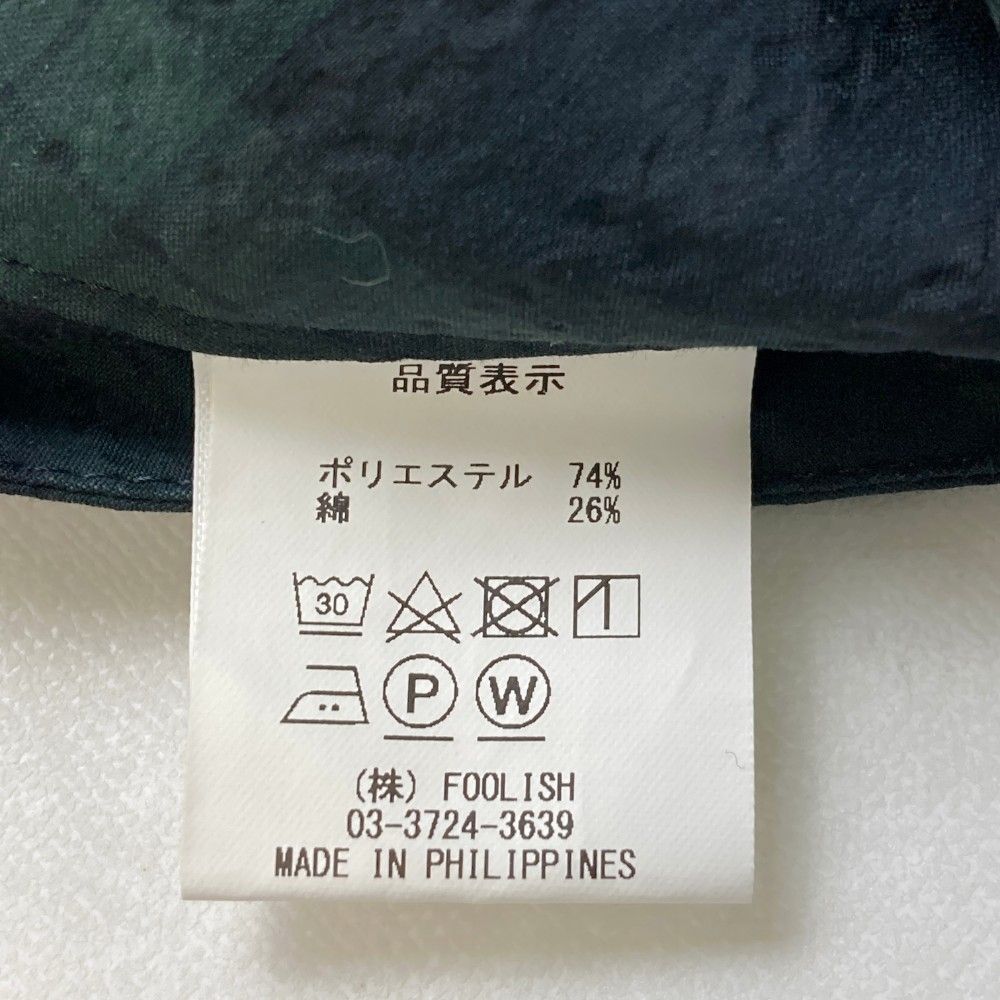 品質表示
ポリエステル 74%
綿 26%
30
P W
(株) FOOLISH
03-3724-3639
MADE IN PHILIPPINES